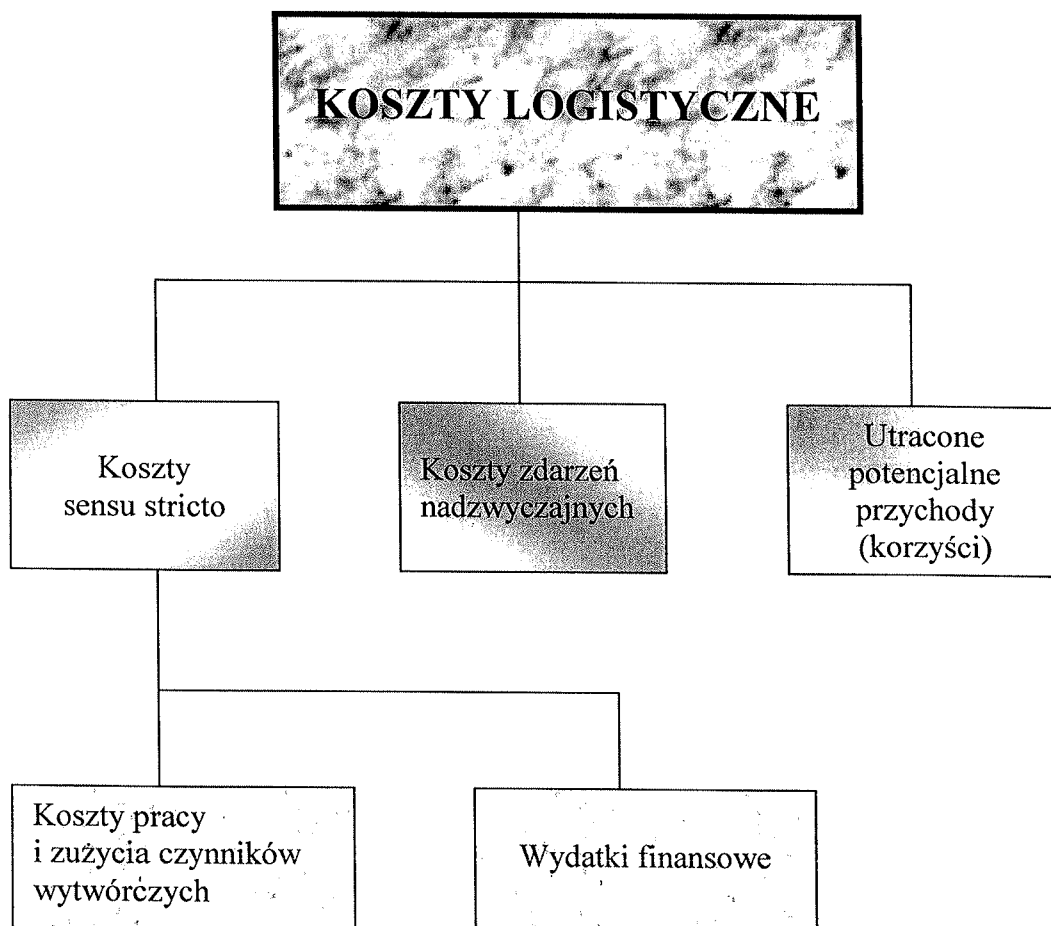 KOSZTY LOGISTYCZNE
Koszty
sensu stricto
Koszty zdarzeń
nadzwyczajnych
Utracone
potencjalne
przychody
(korzyści)
Koszty pracy
i zużycia czynników
wytwórczych
Wydatki finansowe